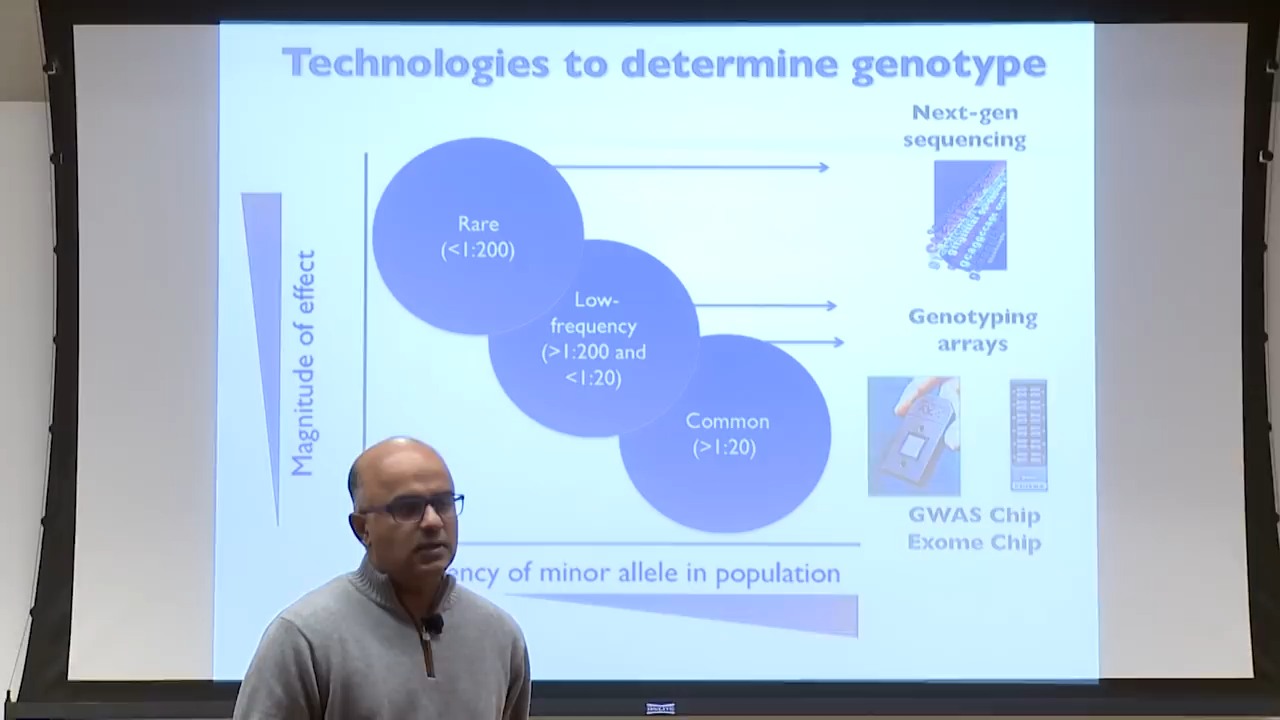 Technologies to determine genotype
Next-gen
sequencing
Rare
(<1:200)
Low-
frequency
(>1:200 and
<1:20)
Common
(>1:20)
Genotyping
arrays
GWAS Chip
Exome Chip
Magnitude of effect
of minor allele in population